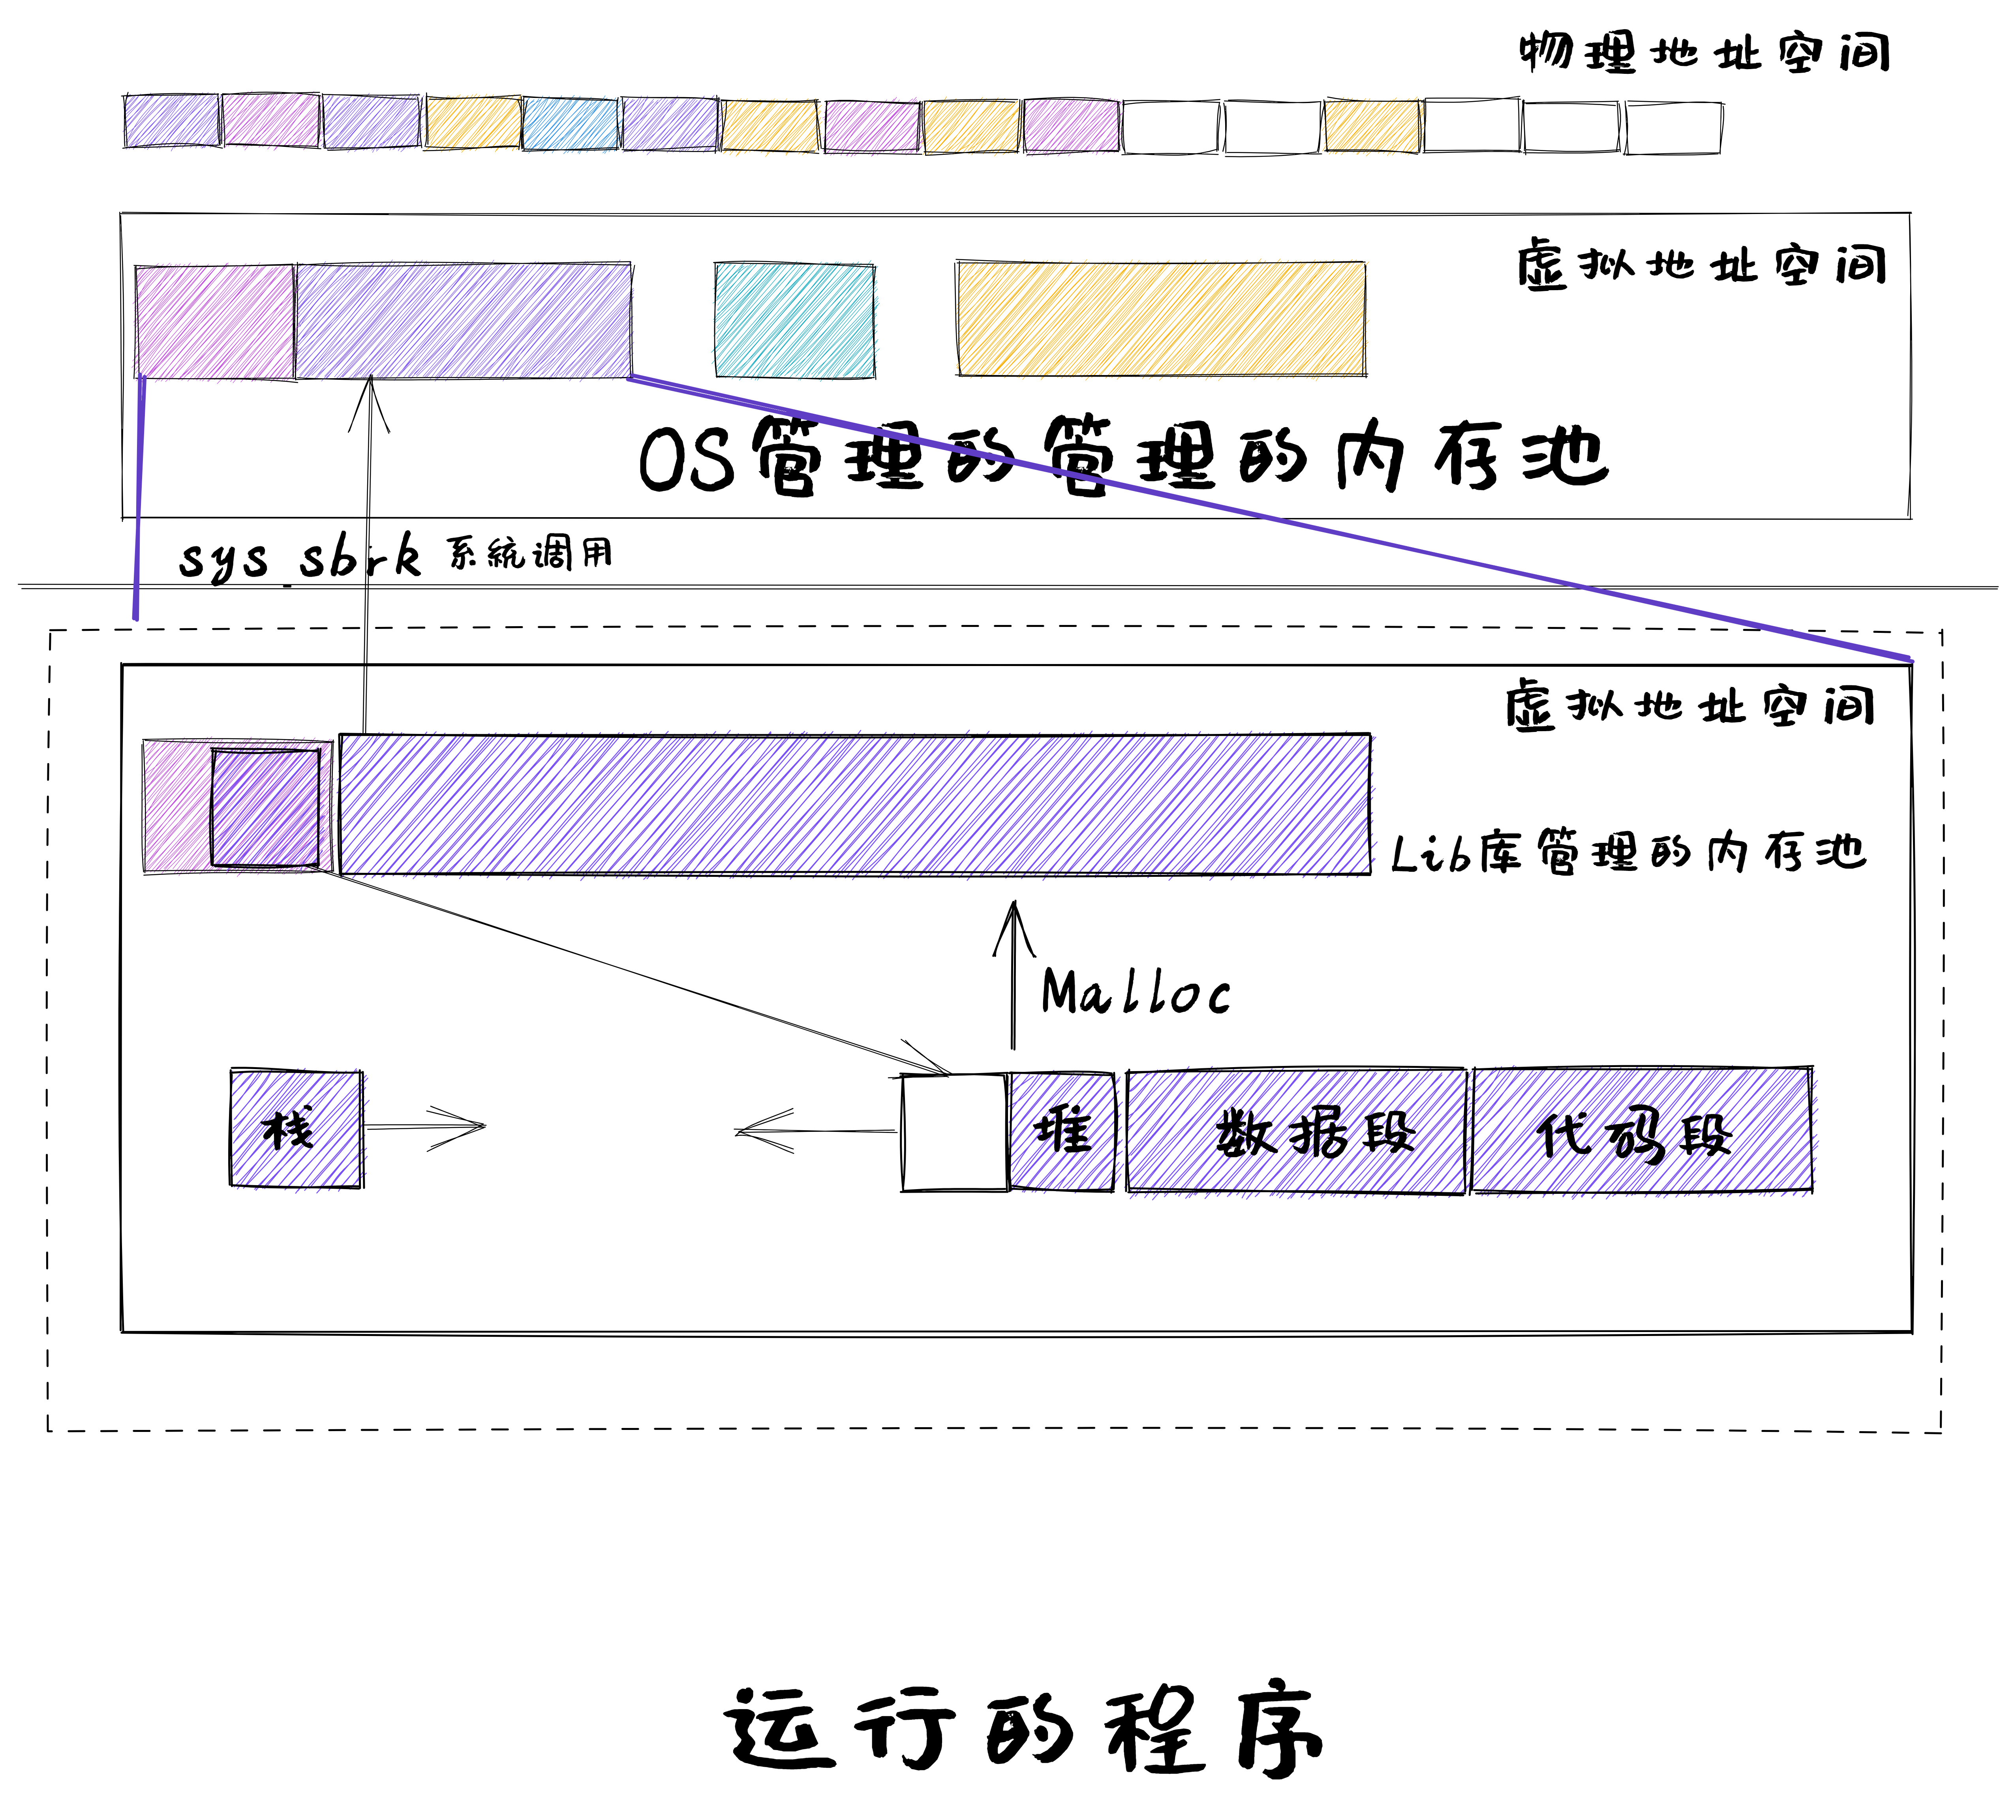 物理地址空间
虚拟地址空间
OS管理的管理的内存池
sys_sbrk 系統调用
虚拟地址空间
Lib库管理的内存池
Malloc
栈 堆 数据段 代码段
运行的程序